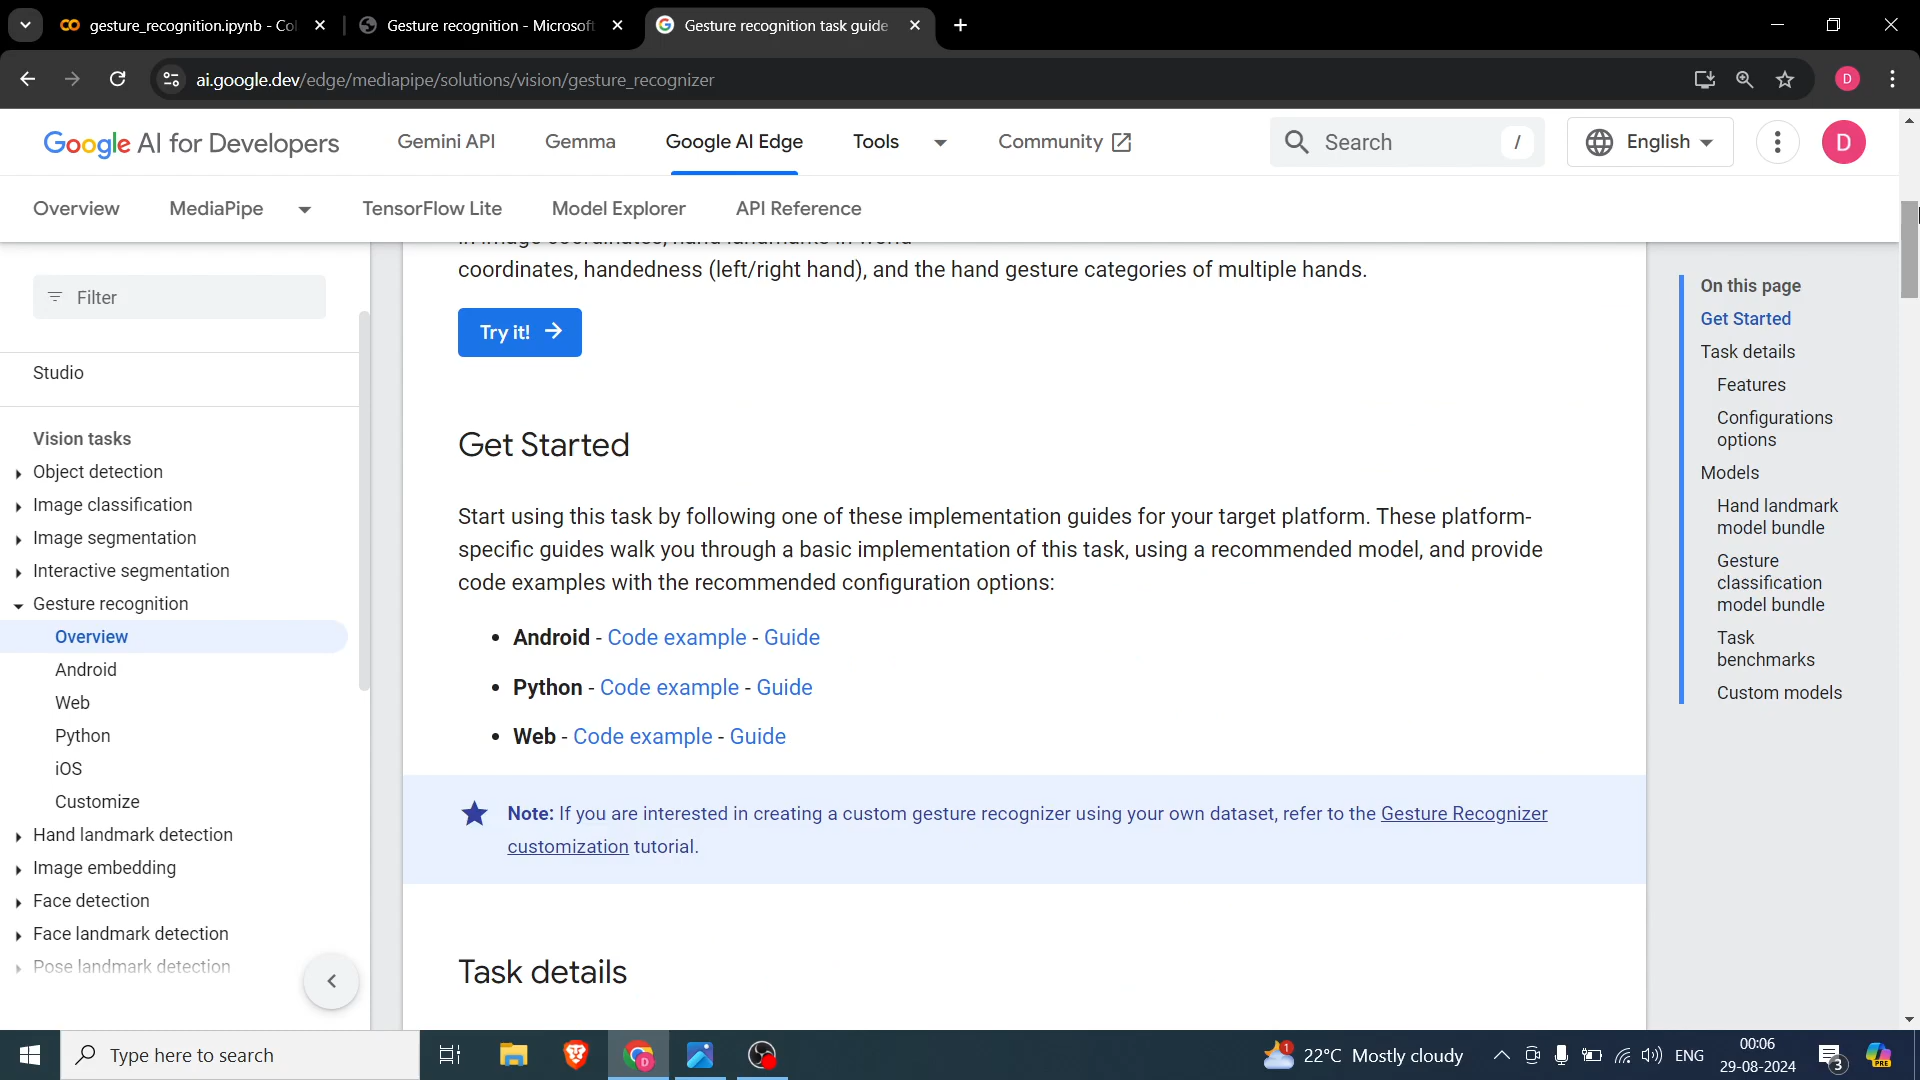 gesture_recognition.ipynb - Col
Gesture recognition - Microsoft
Gesture recognition task guide
ai.google.dev/edge/mediapipe/solutions/vision/gesture_recognizer
D
Google AI for Developers
Gemini API
Gemma
Google AI Edge
Tools
Community
Search
/
English
D
Overview
MediaPipe
TensorFlow Lite
Model Explorer
API Reference
Filter
Studio
Vision tasks
Object detection
Image classification
Image segmentation
Interactive segmentation
Gesture recognition
Overview
Android
Web
Python
iOS
Customize
Hand landmark detection
Image embedding
Face detection
Face landmark detection
Pose landmark detection
in image coordinates, hand landmarks in world
coordinates, handedness (left/right hand), and the hand gesture categories of multiple hands.
Try it!
Get Started
Start using this task by following one of these implementation guides for your target platform. These platform-
specific guides walk you through a basic implementation of this task, using a recommended model, and provide
code examples with the recommended configuration options:
• Android - Code example - Guide
• Python - Code example - Guide
• Web - Code example - Guide
Note: If you are interested in creating a custom gesture recognizer using your own dataset, refer to the Gesture Recognizer
customization tutorial.
Task details
On this page
Get Started
Task details
Features
Configurations
options
Models
Hand landmark
model bundle
Gesture
classification
model bundle
Task
benchmarks
Custom models
Type here to search
D
1
22°C Mostly cloudy
ENG
00:06
29-08-2024
3
PRE